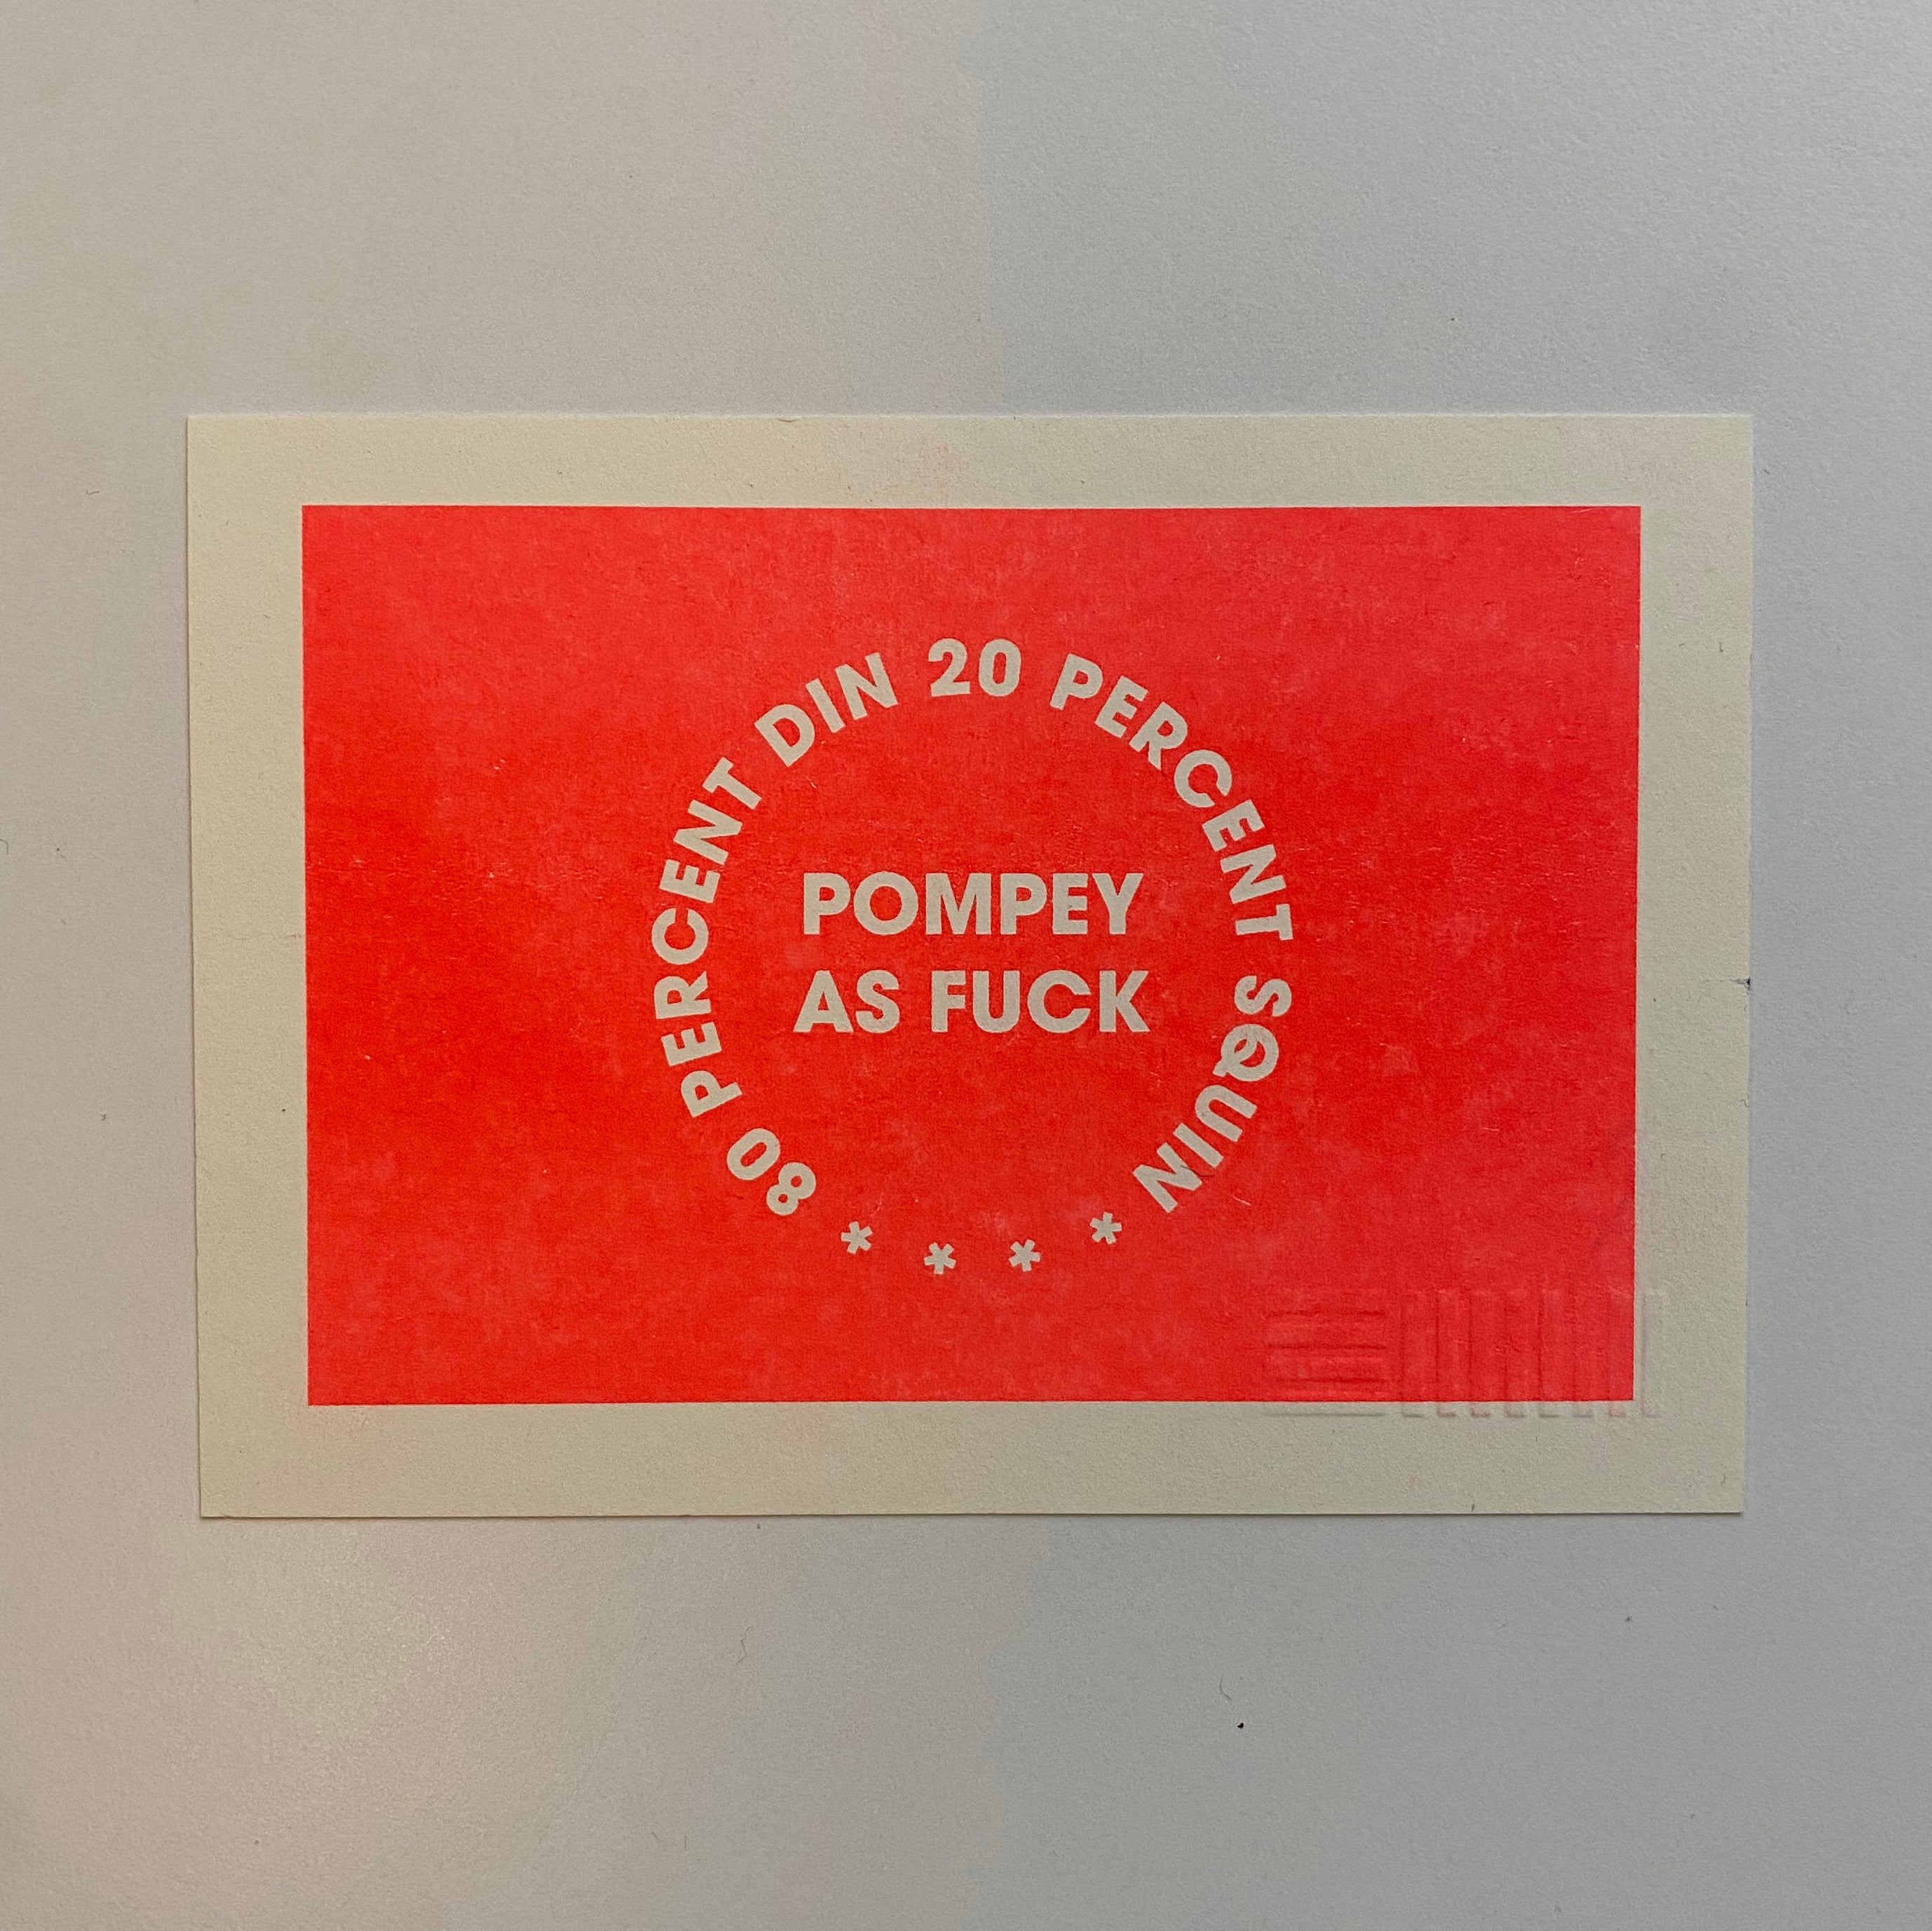 80 PERCENT DIN 20 PERCENT SQUIN
* * * *
POMPEY
AS FUCK